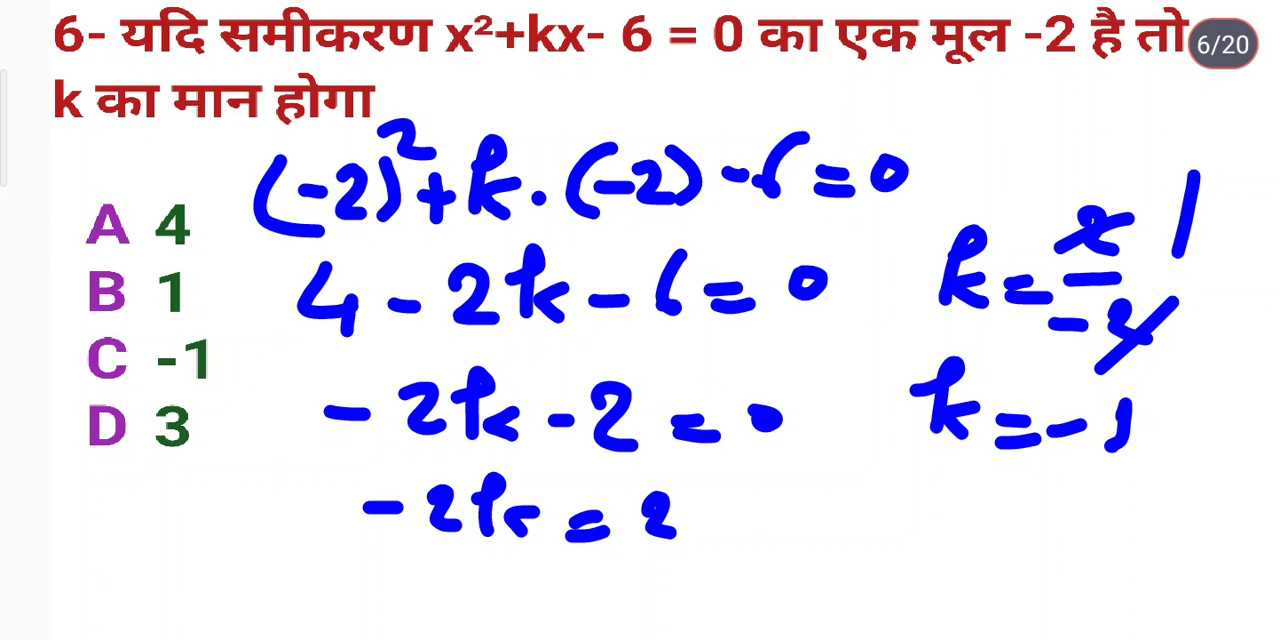 6- यदि समीकरण x²+kx- 6 = 0 का एक मूल -2 है तो
6/20
k का मान होगा
(-2)²+k.(-2)-6=0
A 4
B 1
C -1
D 3
4-2k-6=0
-2k-2=0
-2k=2
k=2/-2 1
k=-1